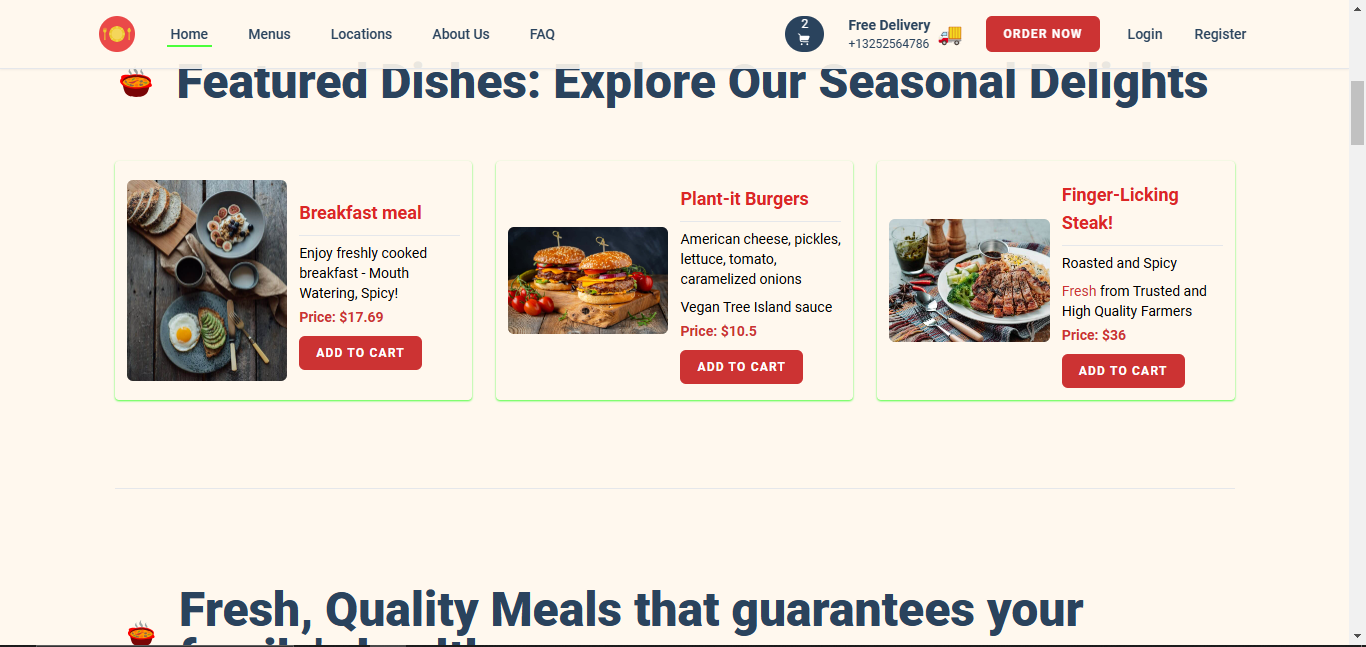 Home Menus Locations About Us FAQ 2 Free Delivery ORDER NOW Login Register
+13252564786
Featured Dishes: Explore Our Seasonal Delights
Breakfast meal
Enjoy freshly cooked
breakfast - Mouth
Watering, Spicy!
Price: $17.69
ADD TO CART
Plant-it Burgers
American cheese, pickles,
lettuce, tomato,
caramelized onions
Vegan Tree Island sauce
Price: $10.5
ADD TO CART
Finger-Licking
Steak!
Roasted and Spicy
Fresh from Trusted and
High Quality Farmers
Price: $36
ADD TO CART
Fresh, Quality Meals that guarantees your